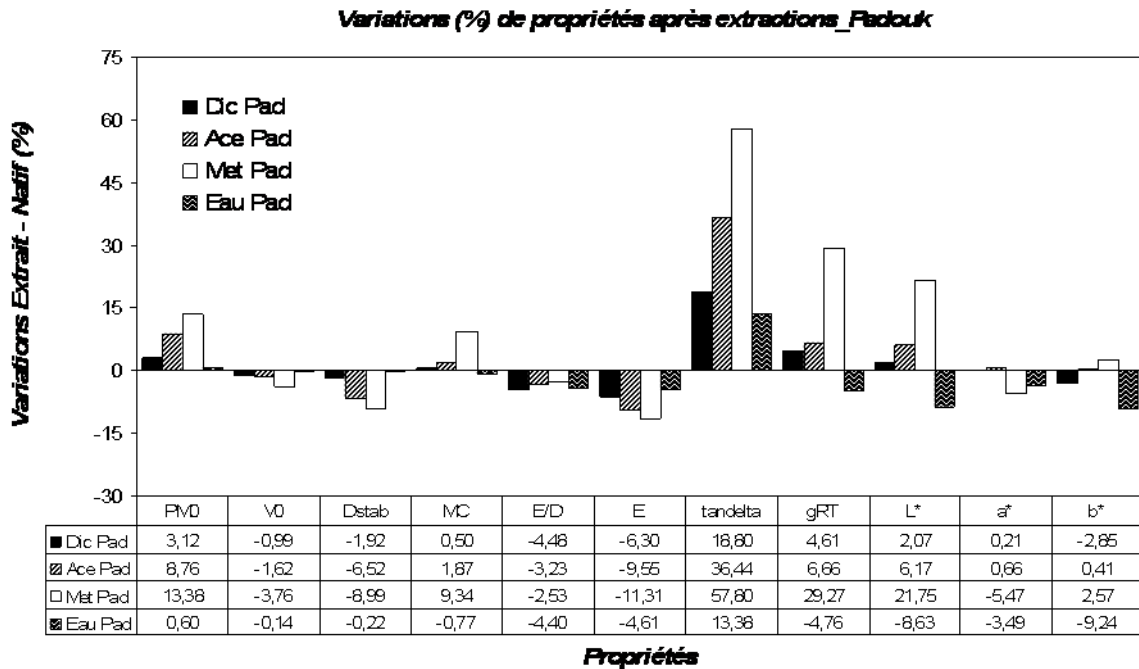 Variations (%) de propriétés après extractions_Padouk
Variations Extrait - Natif (%)
75
60
45
30
15
0
-15
-30
Dic Pad
Ace Pad
Met Pad
Eau Pad
PM0 V0 Dstab MC E/D E tandelta gRT L* a* b*
Dic Pad 3,12 -0,99 -1,92 0,50 -4,48 -6,30 18,80 4,61 2,07 0,21 -2,85
Ace Pad 8,76 -1,62 -6,52 1,87 -3,23 -9,55 36,44 6,66 6,17 0,66 0,41
Met Pad 13,38 -3,76 -8,99 9,34 -2,53 -11,31 57,80 29,27 21,75 -5,47 2,57
Eau Pad 0,60 -0,14 -0,22 -0,77 -4,40 -4,61 13,38 -4,76 -8,63 -3,49 -9,24
Propriétés